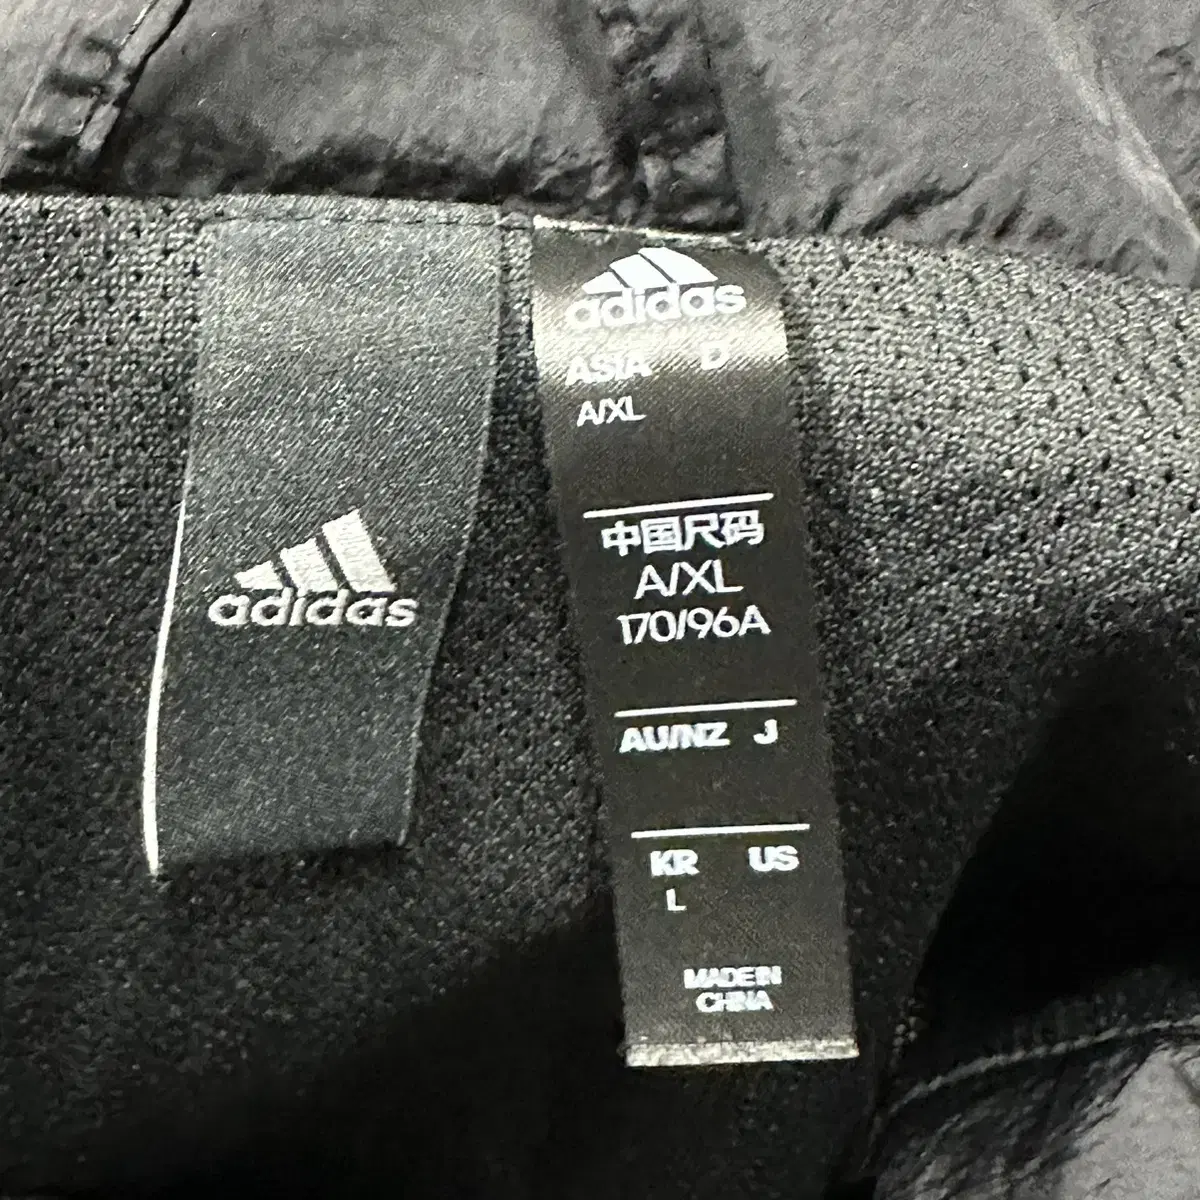 adidas
adidas
ASIA D
A/XL
中国尺码
A/XL
170/96A
AU/NZ J
KR US
L
MADE IN
CHINA